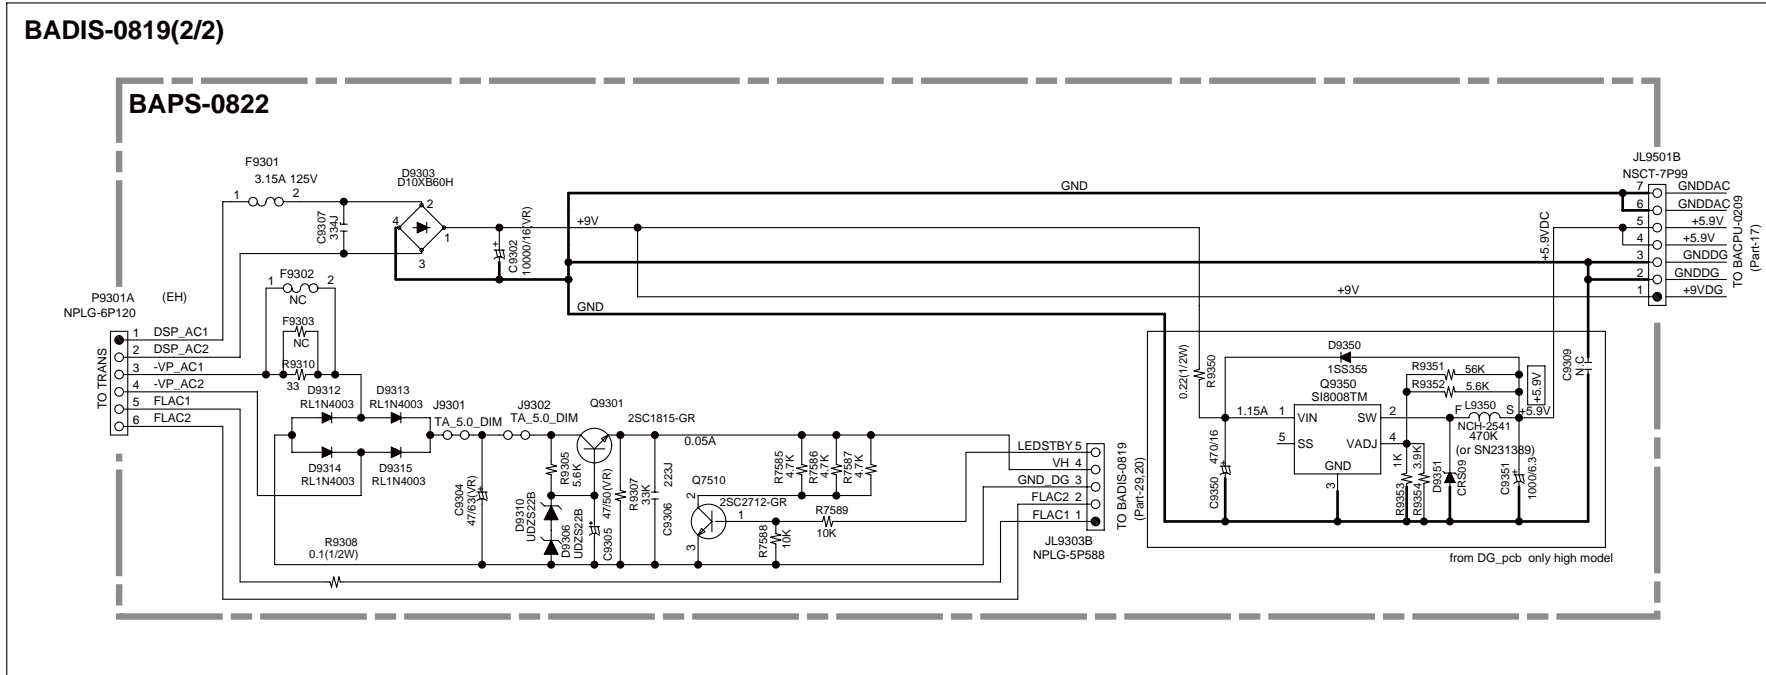 BADIS-0819(2/2)
BAPS-0822
F9301
3.15A 125V
1
2
C9307
334J
D9303
D10XB60H
2
4
1
3
+9V
C9302
10000/16(VR)
+
GND
GND
+9V
+5.9VDC
JL9501B
NSCT-7P99
7 GNDDAC
6 GNDDAC
5 +5.9V
4 +5.9V
3 GNDDG
2 GNDDG
1 +9VDG
TO BACPU-0209
(Part-17)
P9301A
(EH)
NPLG-6P120
TO TRANS
1 DSP_AC1
2 DSP_AC2
3 -VP_AC1
4 -VP_AC2
5 FLAC1
6 FLAC2
F9302
1
2
NC
F9303
NC
R9310
33
D9312
RL1N4003
D9313
RL1N4003
D9314
RL1N4003
D9315
RL1N4003
J9301
TA_5.0_DIM
J9302
TA_5.0_DIM
Q9301
2SC1815-GR
0.05A
C9304
47/63(VR)
+
R9305
5.6K
D9310
UDZS22B
D9306
UDZS22B
C9305
47/50(VR)
+
R9307
33K
C9306
223J
Q7510
2SC2712-GR
2
1
3
R7585
4.7K
R7586
4.7K
R7587
4.7K
R7588
10K
R7589
10K
R9308
0.1(1/2W)
LEDSTBY 5
VH 4
GND_DG 3
FLAC2 2
FLAC1 1
JL9303B
NPLG-5P588
TO BADIS-0819
(Part-29,20)
0.22(1/2W)
R9350
D9350
1SS355
Q9350
SI8008TM
1.15A
1 VIN
SW 2
5 SS
VADJ 4
GND
3
C9350
470/16
+
R9351 56K
R9352 5.6K
F
L9350
S
+5.9V
+5.9V
NCH-2541
470K
(or SN231389)
R9353
1K
R9354
3.9K
D9351
CRS09
C9351
1000/6.3
+
C9309
N.C
from DG_pcb only high model